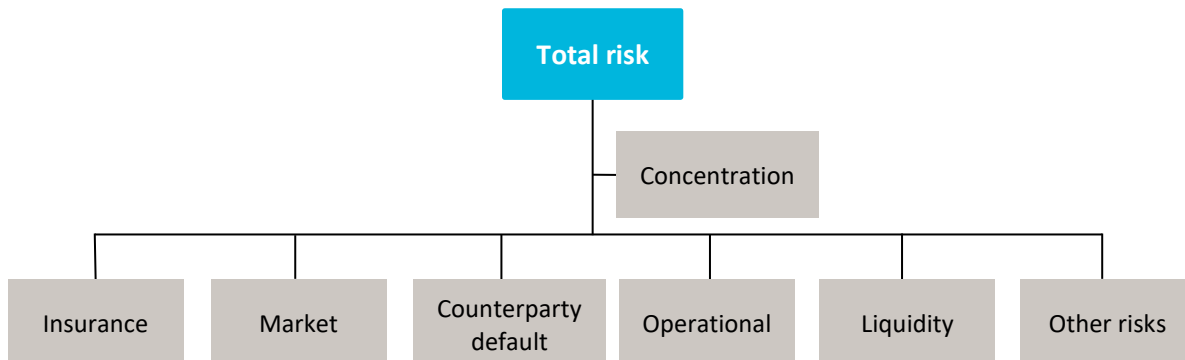 Total risk
Concentration
Insurance
Market
Counterparty
default
Operational
Liquidity
Other risks